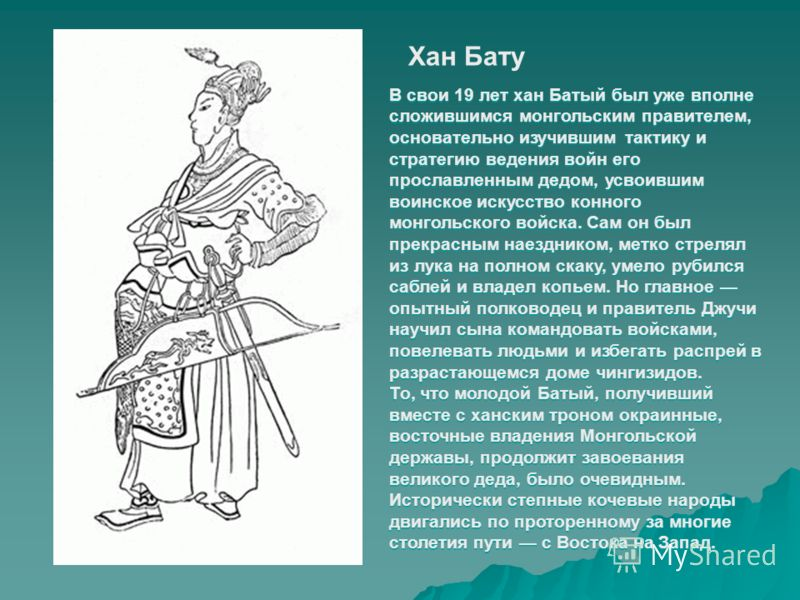 Хан Бату
В свои 19 лет хан Батый был уже вполне
сложившимся монгольским правителем,
основательно изучившим тактику и
стратегию ведения войн его
прославленным дедом, усвоившим
воинское искусство конного
монгольского войска. Сам он был
прекрасным наездником, метко стрелял
из лука на полном скаку, умело рубился
саблей и владел копьем. Но главное —
опытный полководец и правитель Джучи
научил сына командовать войсками,
повелевать людьми и избегать распрей в
разрастающемся доме чингизидов.
То, что молодой Батый, получивший
вместе с ханским троном окраинные,
восточные владения Монгольской
державы, продолжит завоевания
великого деда, было очевидным.
Исторически степные кочевые народы
двигались по проторенному за многие
столетия пути — с Востока на Запад.
MyShared